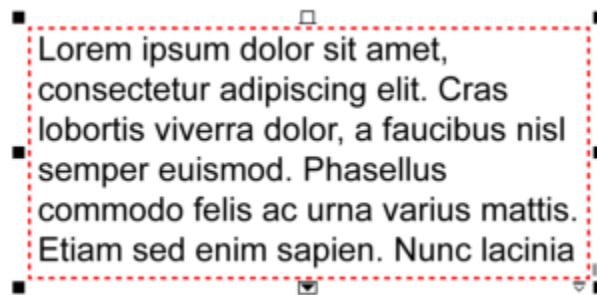 Lorem ipsum dolor sit amet,
consectetur adipiscing elit. Cras
lobortis viverra dolor, a faucibus nisl
semper euismod. Phasellus
commodo felis ac urna varius mattis.
Etiam sed enim sapien. Nunc lacinia